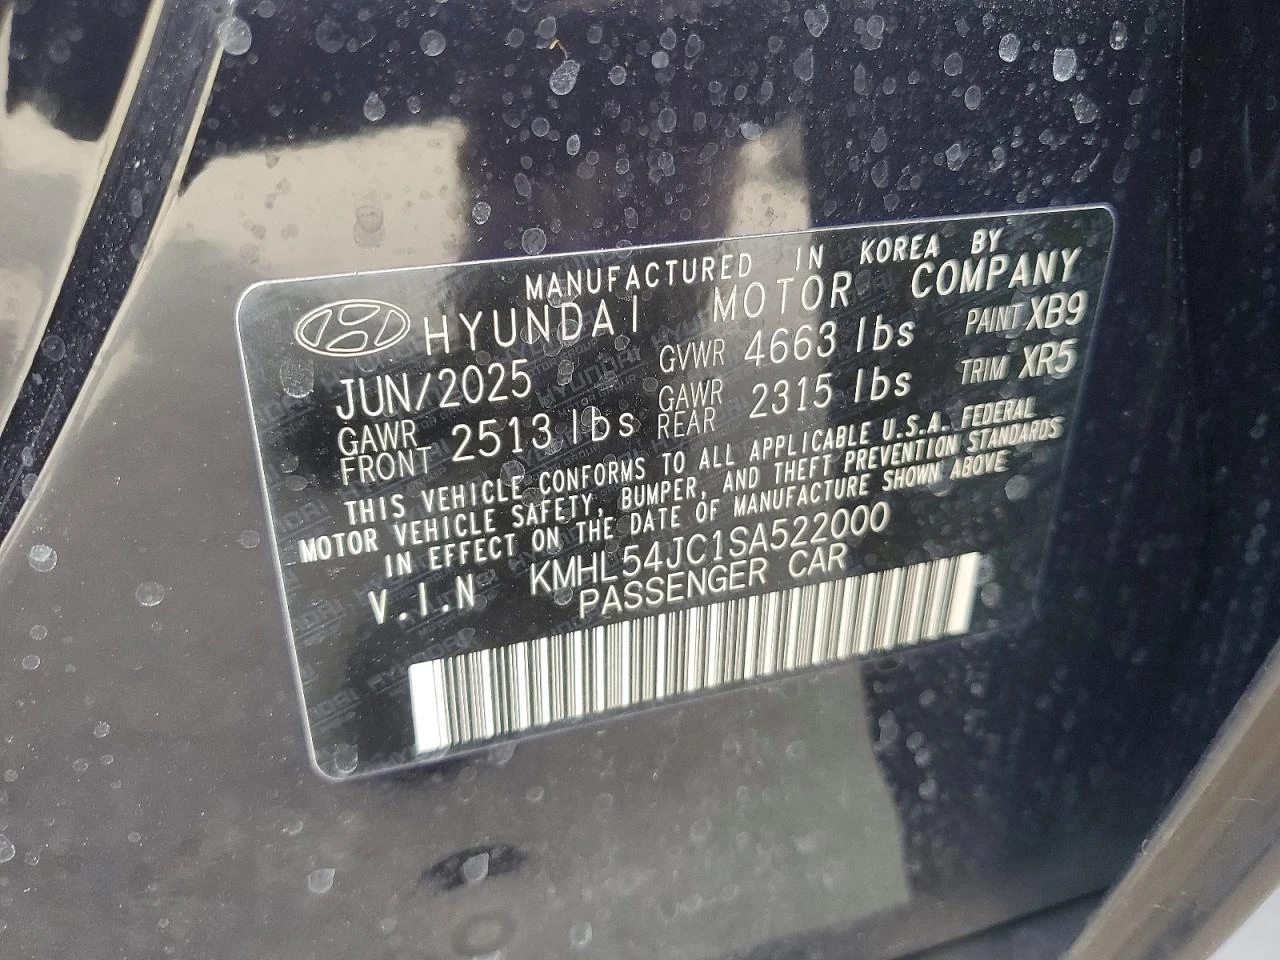 MANUFACTURED IN KOREA BY
HYUNDAI MOTOR COMPANY
JUN/2025 GVWR 4663 lbs PAINT XB9
GAWR FRONT 2513 lbs GAWR REAR 2315 lbs TRIM XR5
THIS VEHICLE CONFORMS TO ALL APPLICABLE U.S.A. FEDERAL
MOTOR VEHICLE SAFETY, BUMPER, AND THEFT PREVENTION STANDARDS
IN EFFECT ON THE DATE OF MANUFACTURE SHOWN ABOVE
V.I.N KMHL54JC1SA522000
PASSENGER CAR